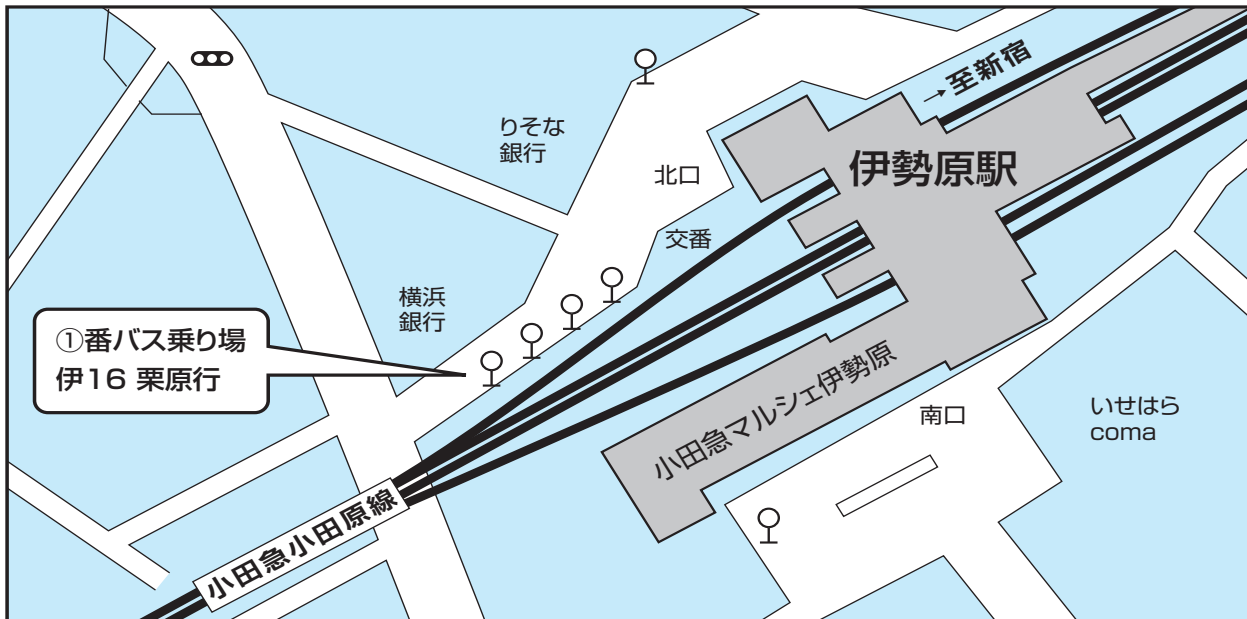 →至新宿
りそな
銀行
北口
伊勢原駅
交番
横浜
銀行
①番バス乗り場
伊16 栗原行
小田急マルシェ伊勢原
南口
いせはら
coma
小田急小田原線